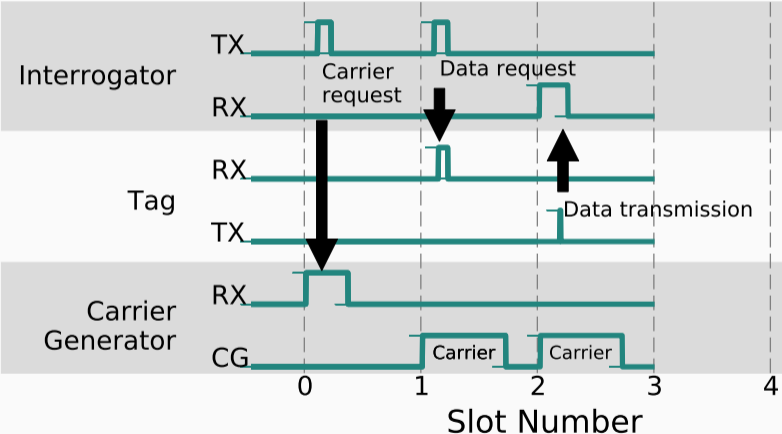 Interrogator
TX
Carrier
request
Data request
RX
Tag
RX
Data transmission
TX
Carrier
Generator
RX
CG
Carrier
Carrier
0 1 2 3 4
Slot Number